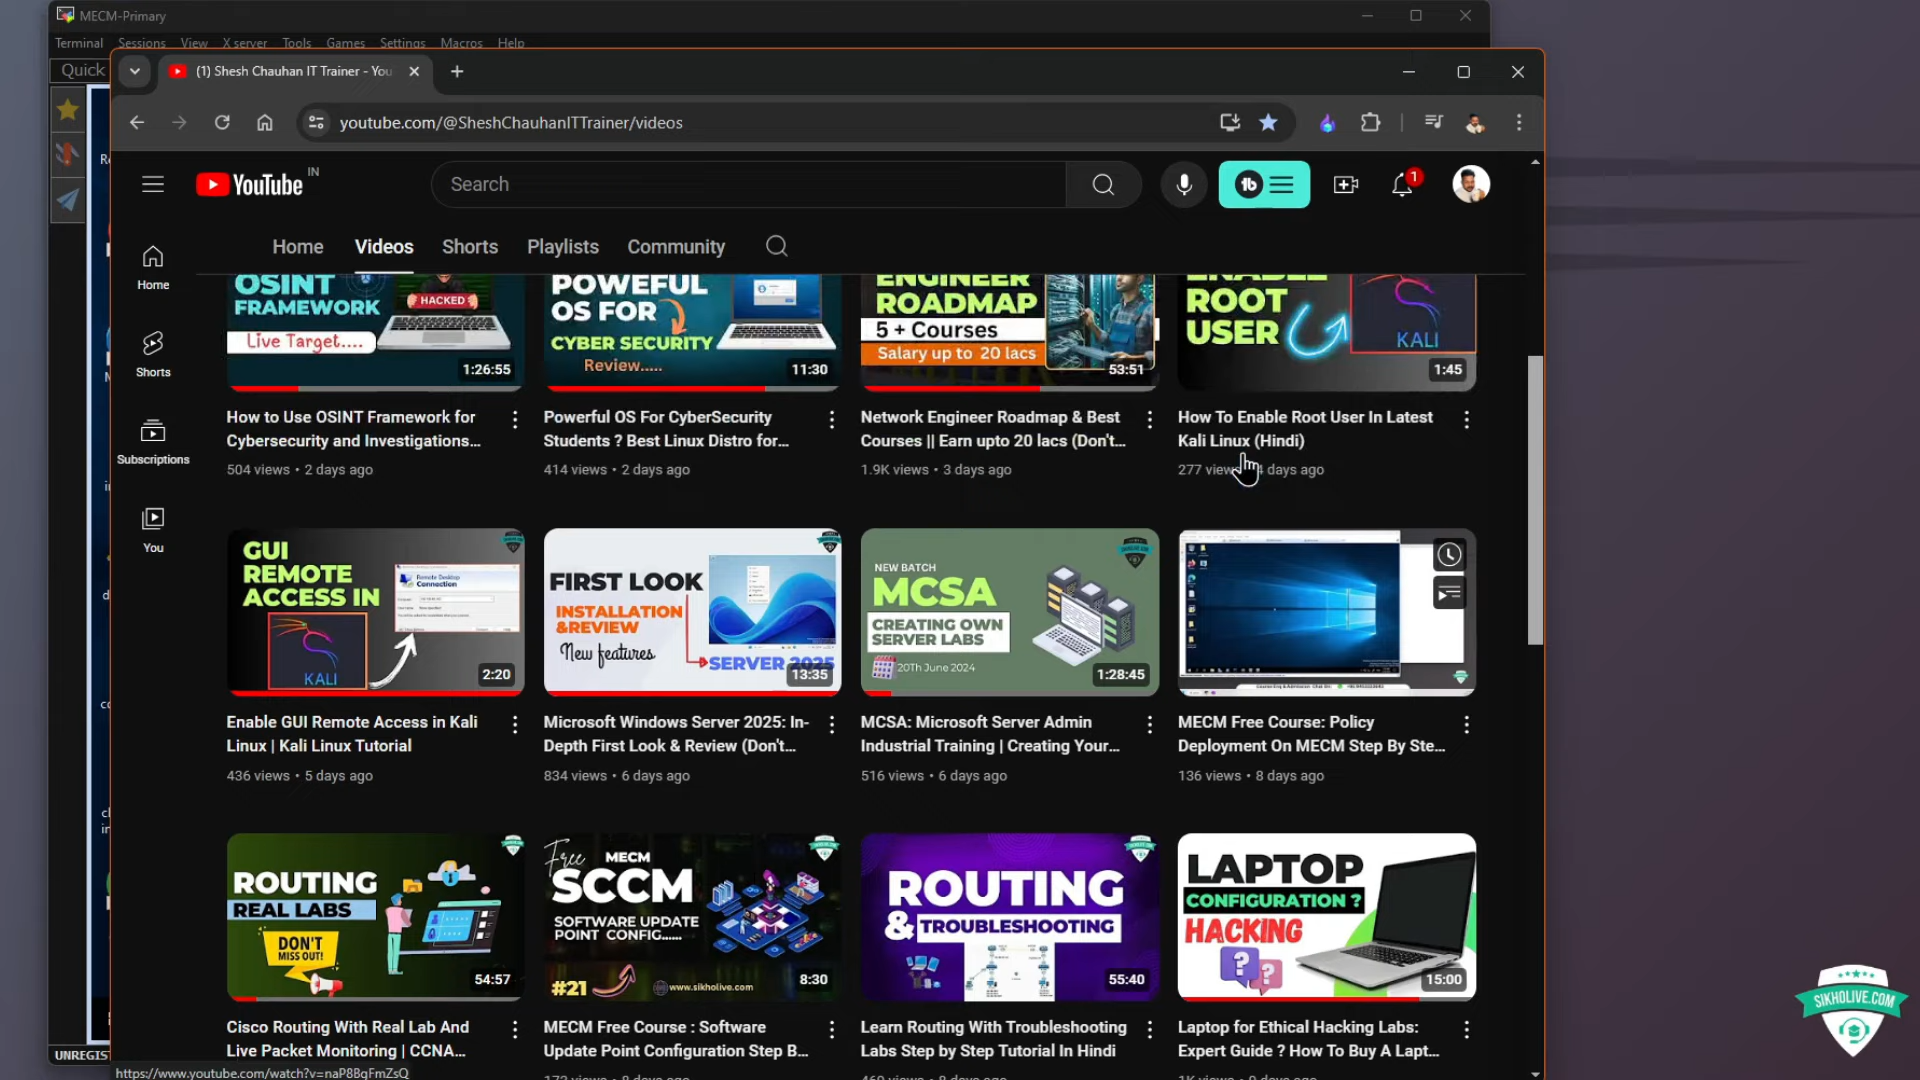 MECM-Primary
Terminal Sessions View X server Tools Games Settings Macros Help
Quick
(1) Shesh Chauhan IT Trainer - You
youtube.com/@SheshChauhanITTrainer/videos
YouTube IN
Search
1
Home Videos Shorts Playlists Community
Home
Shorts
Subscriptions
You
OSINT
FRAMEWORK
HACKED
Live Target....
1:26:55
POWEFUL
OS FOR
CYBER SECURITY
Review.....
11:30
ENGINEER
ROADMAP
5 + Courses
Salary up to 20 lacs
53:51
ENABLE
ROOT
USER
KALI
1:45
How to Use OSINT Framework for
Cybersecurity and Investigations...
504 views • 2 days ago
Powerful OS For CyberSecurity
Students ? Best Linux Distro for...
414 views • 2 days ago
Network Engineer Roadmap & Best
Courses || Earn upto 20 lacs (Don't...
1.9K views • 3 days ago
How To Enable Root User In Latest
Kali Linux (Hindi)
277 views 4 days ago
GUI
REMOTE
ACCESS IN
Remote Desktop
Connection
KALI
2:20
FIRST LOOK
INSTALLATION
&REVIEW
New features
SERVER 2025
13:35
NEW BATCH
MCSA
CREATING OWN
SERVER LABS
20Th June 2024
1:28:45
Enable GUI Remote Access in Kali
Linux | Kali Linux Tutorial
436 views • 5 days ago
Microsoft Windows Server 2025: In-
Depth First Look & Review (Don't...
834 views • 6 days ago
MCSA: Microsoft Server Admin
Industrial Training | Creating Your...
516 views • 6 days ago
MECM Free Course: Policy
Deployment On MECM Step By Ste...
136 views • 8 days ago
ROUTING
REAL LABS
DON'T
MISS OUT!
54:57
Free MECM
SCCM
SOFTWARE UPDATE
POINT CONFIG......
#21
www.sikholive.com
8:30
ROUTING
& TROUBLESHOOTING
55:40
LAPTOP
CONFIGURATION ?
HACKING
15:00
Cisco Routing With Real Lab And
Live Packet Monitoring | CCNA...
MECM Free Course : Software
Update Point Configuration Step B...
Learn Routing With Troubleshooting
Labs Step by Step Tutorial In Hindi
Laptop for Ethical Hacking Labs:
Expert Guide ? How To Buy A Lapt...
UNREGIS
https://www.youtube.com/watch?v=naP8BgFmZsQ
SIKHOLIVE.COM